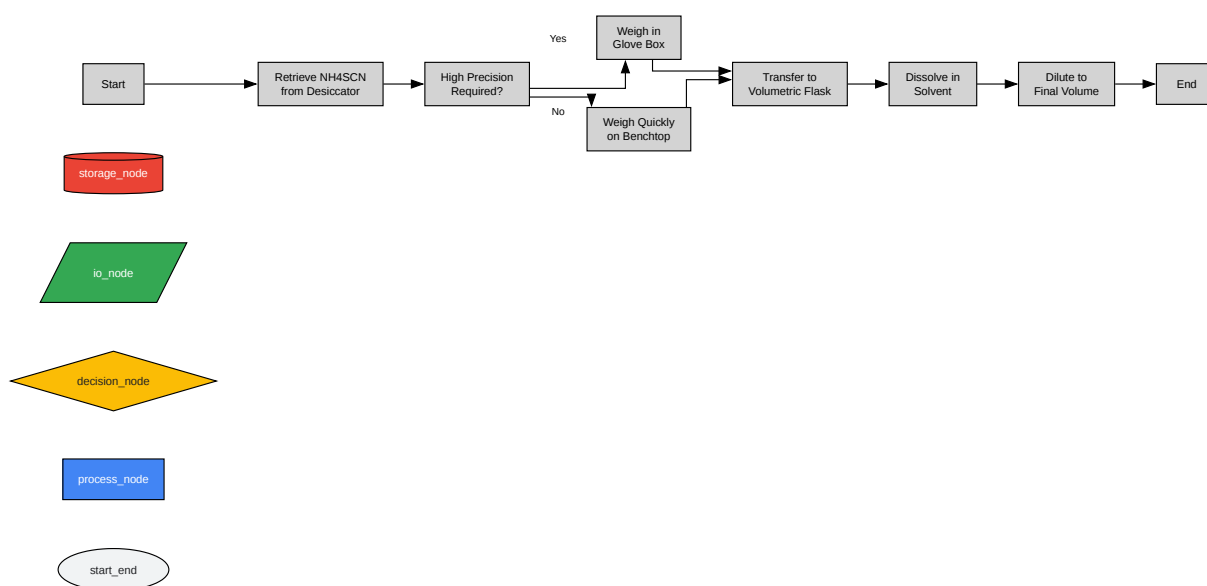 Start
Retrieve NH4SCN
from Desiccator
High Precision
Required?
Yes
No
Weigh in
Glove Box
Weigh Quickly
on Benchtop
Transfer to
Volumetric Flask
Dissolve in
Solvent
Dilute to
Final Volume
End
storage_node
io_node
decision_node
process_node
start_end